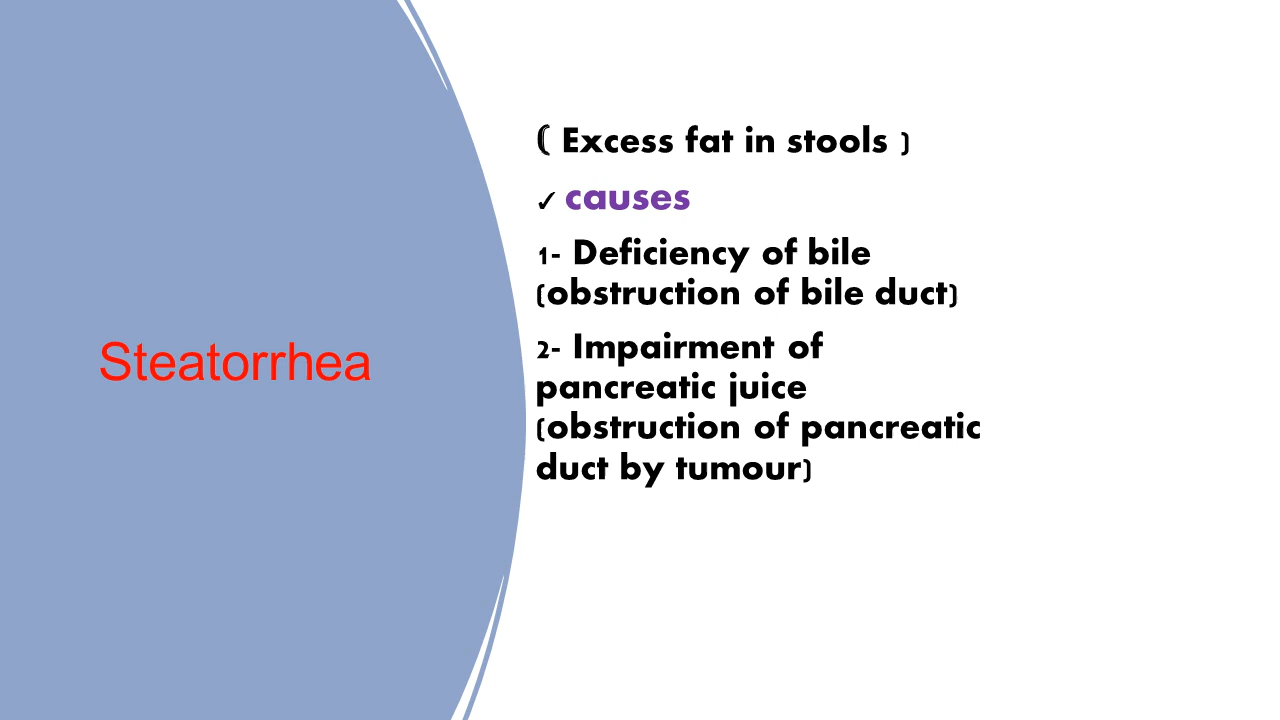 Steatorrhea
( Excess fat in stools )
✓ causes
1- Deficiency of bile
(obstruction of bile duct)
2- Impairment of
pancreatic juice
(obstruction of pancreatic
duct by tumour)